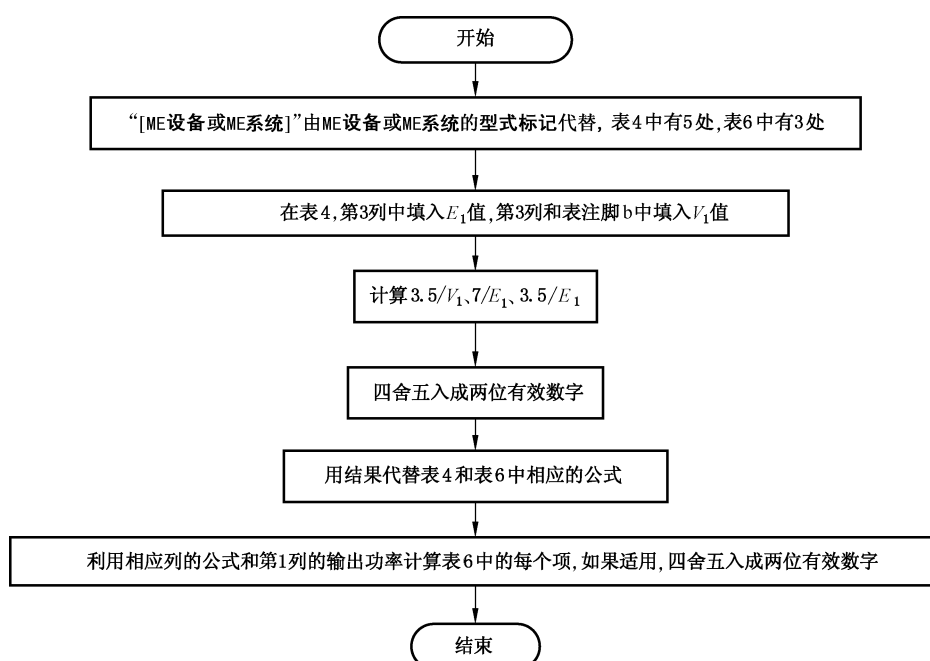 开始
“[ME设备或ME系统]”由ME设备或ME系统的型式标记代替，表4中有5处，表6中有3处
在表4，第3列中填入E₁值，第3列和表注脚b中填入V₁值
计算3.5/V₁、7/E₁、3.5/E₁
四舍五入成两位有效数字
用结果代替表4和表6中相应的公式
利用相应列的公式和第1列的输出功率计算表6中的每个项，如果适用，四舍五入成两位有效数字
结束